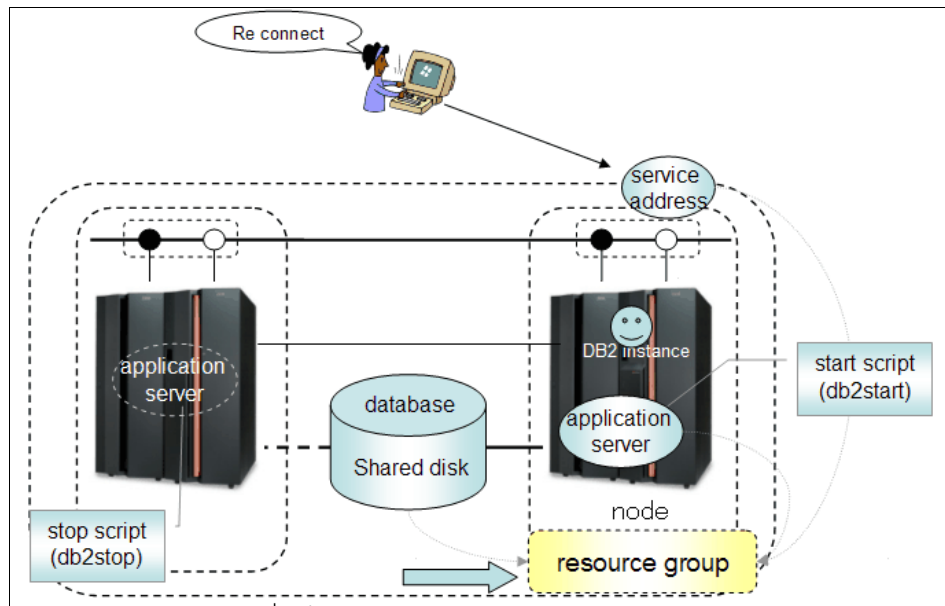 Re connect
service
address
DB2 instance
application
server
start script
(db2start)
database
application
server
Shared disk
node
stop script
(db2stop)
resource group